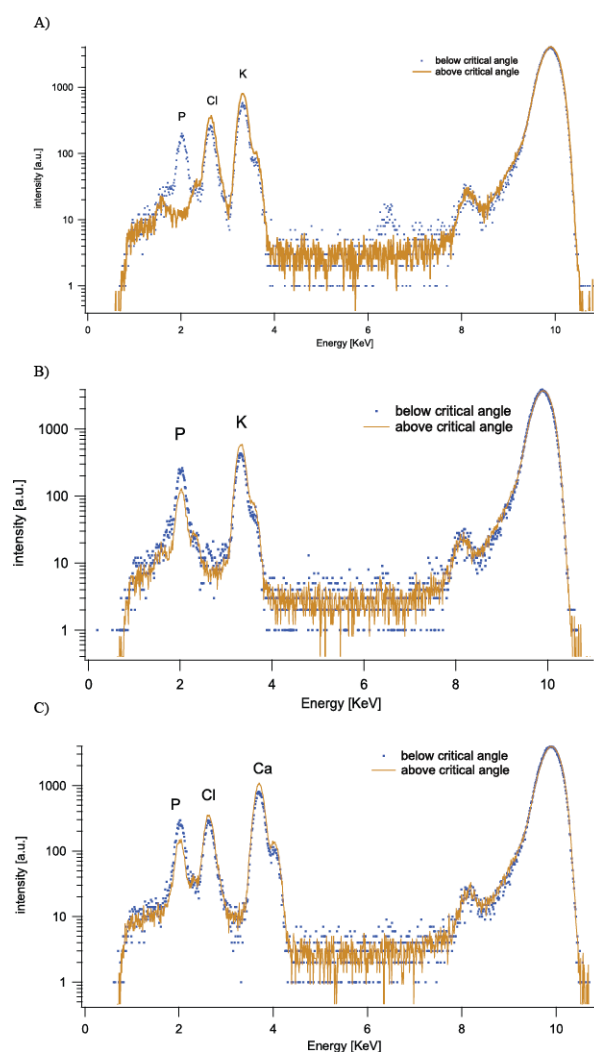 A)
1000
100
10
1
intensity [a.u.]
P
Cl
K
below critical angle
above critical angle
0 2 4 6 8 10
Energy [KeV]
B)
1000
100
10
1
intensity [a.u.]
P
K
below critical angle
above critical angle
0 2 4 6 8 10
Energy [KeV]
C)
1000
100
10
1
intensity [a.u.]
P
Cl
Ca
below critical angle
above critical angle
0 2 4 6 8 10
Energy [KeV]